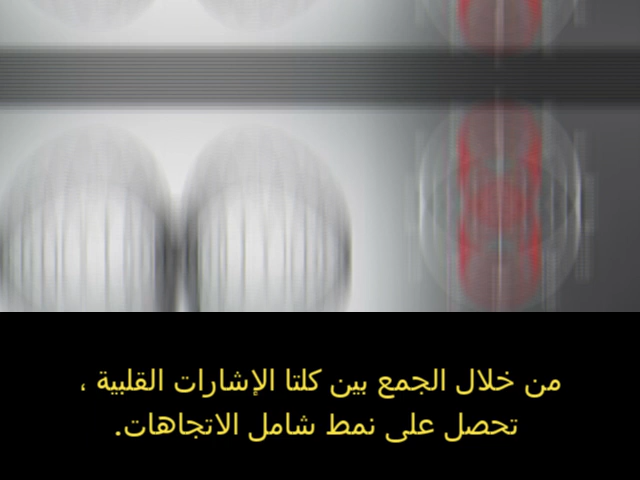 من خلال الجمع بين كلتا الإشارات القلبية ،
تحصل على نمط شامل الاتجاهات.